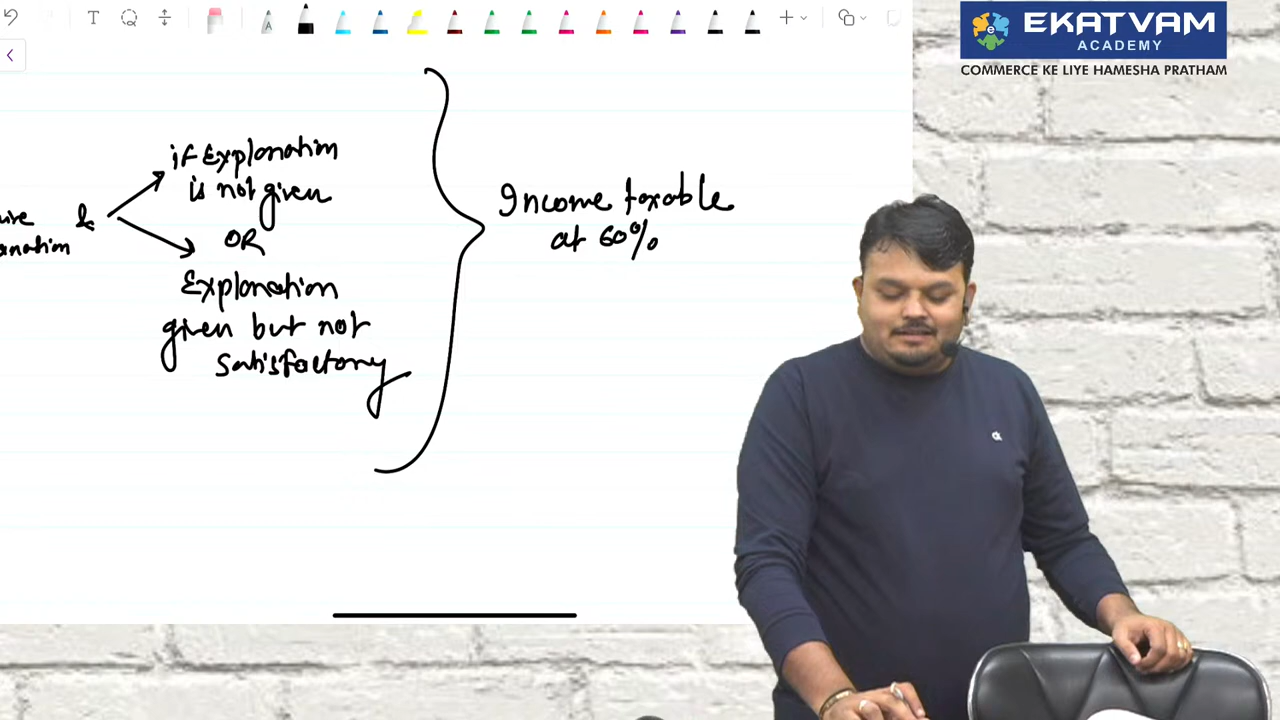 EKATVAM
ACADEMY
COMMERCE KE LIYE HAMESHA PRATHAM
if Explanation
is not given
&
OR
Explanation
given but not
satisfactory
Income taxable
at 60%